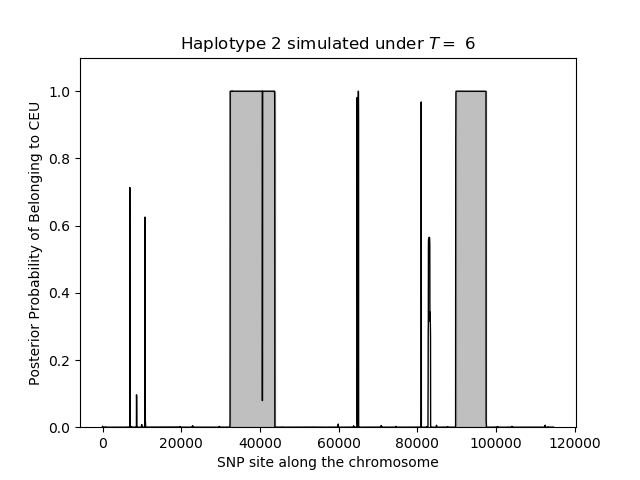 Haplotype 2 simulated under T = 6
Posterior Probability of Belonging to CEU
1.0
0.8
0.6
0.4
0.2
0.0
0 20000 40000 60000 80000 100000 120000
SNP site along the chromosome